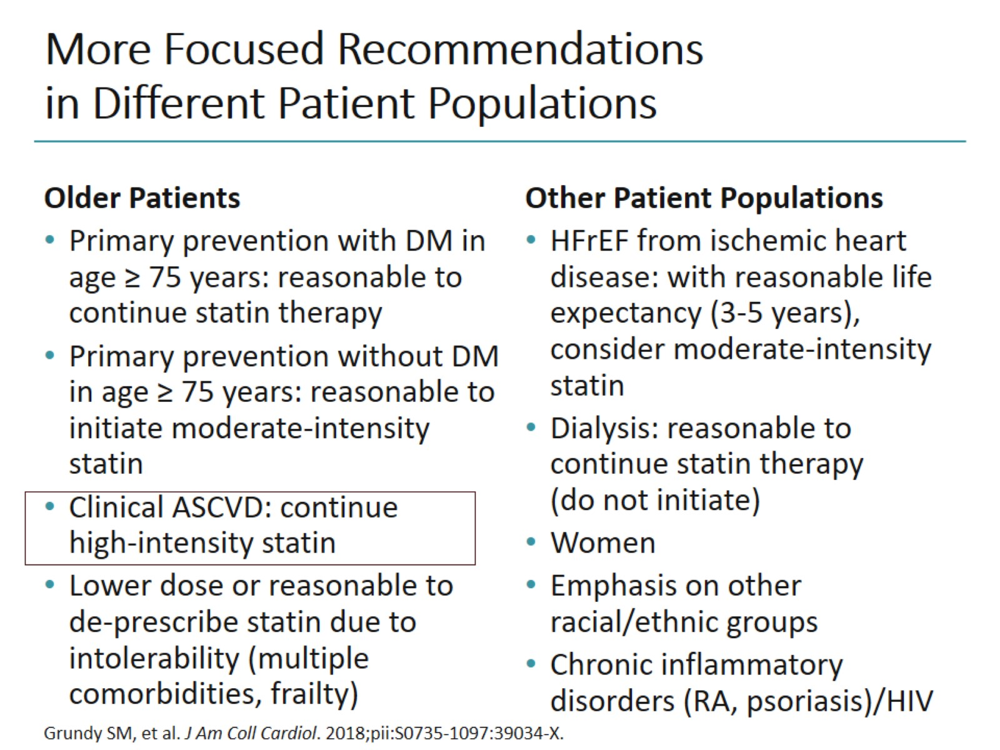 More Focused Recommendations
in Different Patient Populations
Older Patients
• Primary prevention with DM in
age ≥ 75 years: reasonable to
continue statin therapy
• Primary prevention without DM
in age ≥ 75 years: reasonable to
initiate moderate-intensity
statin
• Clinical ASCVD: continue
high-intensity statin
• Lower dose or reasonable to
de-prescribe statin due to
intolerability (multiple
comorbidities, frailty)
Other Patient Populations
• HFrEF from ischemic heart
disease: with reasonable life
expectancy (3-5 years),
consider moderate-intensity
statin
• Dialysis: reasonable to
continue statin therapy
(do not initiate)
• Women
• Emphasis on other
racial/ethnic groups
• Chronic inflammatory
disorders (RA, psoriasis)/HIV
Grundy SM, et al. J Am Coll Cardiol. 2018;pii:S0735-1097:39034-X.